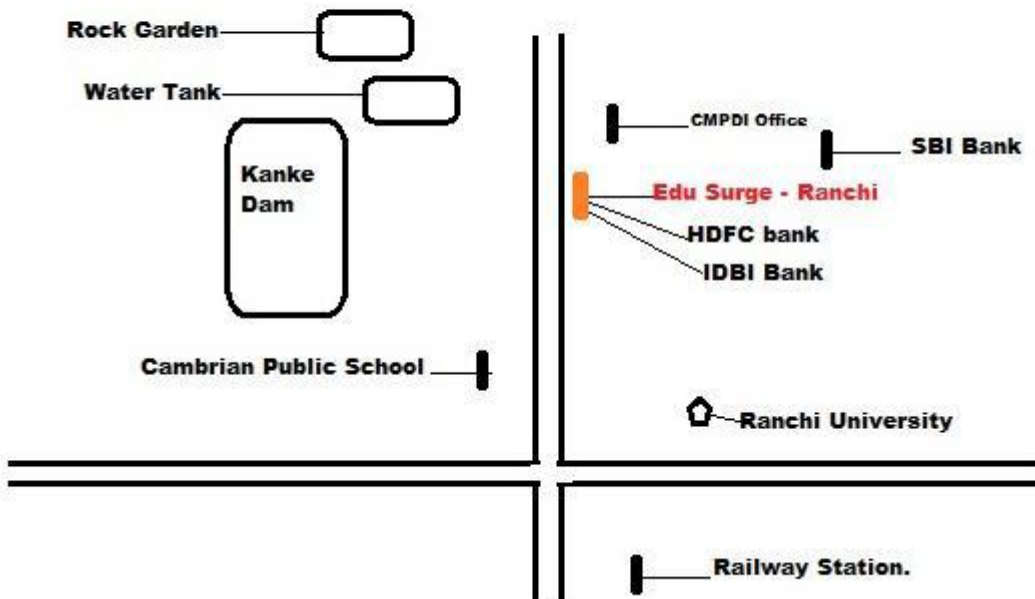 Rock Garden
Water Tank
CMPDI Office
SBI Bank
Kanke
Dam
Edu Surge - Ranchi
HDFC bank
IDBI Bank
Cambrian Public School
Ranchi University
Railway Station.